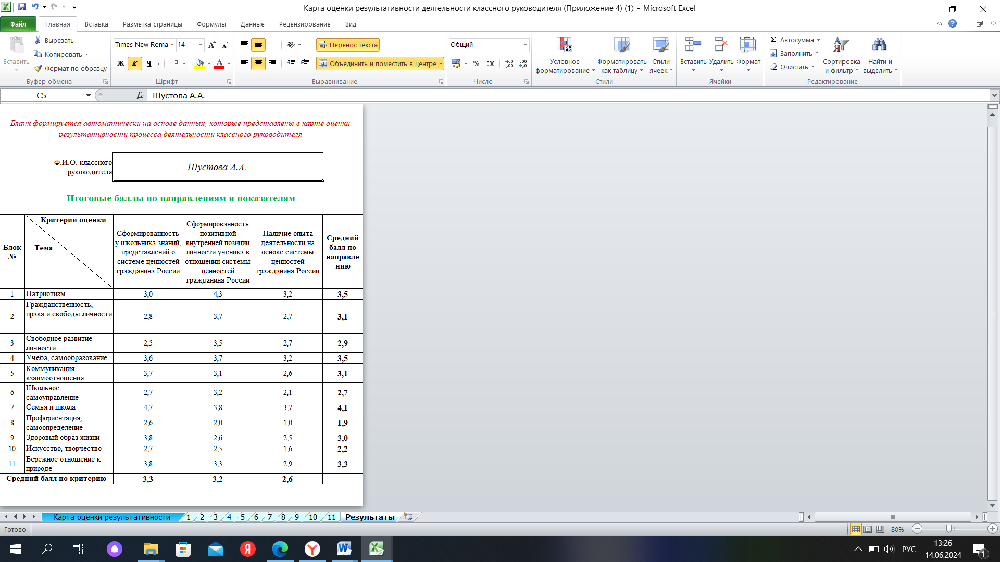 Карта оценки результативности деятельности классного руководителя (Приложение 4) (1) - Microsoft Excel
Файл Главная Вставка Разметка страницы Формулы Данные Рецензирование Вид
Вставить
Вырезать
Копировать
Формат по образцу
Буфер обмена
Times New Roma 14
Ж К Ч
Шрифт
Перенос текста
Объединить и поместить в центре
Выравнивание
Общий
% 000
Число
Условное форматирование
Форматировать как таблицу
Стили ячеек
Стили
Вставить Удалить Формат
Ячейки
Автосумма
Заполнить
Очистить
Сортировка и фильтр
Найти и выделить
Редактирование
C5 fx Шустова А.А.
Бланк формируется автоматически на основе данных, которые представлены в карте оценки
результативности процесса деятельности классного руководителя
Ф.И.О. классного
руководителя
Шустова А.А.
Итоговые баллы по направлениям и показателям
Блок
№
Критерии оценки
Тема
Сформированность
у школьника знаний,
представлений о
системе ценностей
гражданина России
Сформированность
позитивной
внутренней позиции
личности ученика в
отношении системы
ценностей
гражданина России
Наличие опыта
деятельности на
основе системы
ценностей
гражданина России
Средний
балл по
направле
нию
1 Патриотизм 3,0 4,3 3,2 3,5
2 Гражданственность,
права и свободы личности 2,8 3,7 2,7 3,1
3 Свободное развитие
личности 2,5 3,5 2,7 2,9
4 Учеба, самообразование 3,6 3,7 3,2 3,5
5 Коммуникация,
взаимоотношения 3,7 3,1 2,6 3,1
6 Школьное
самоуправление 2,7 3,2 2,1 2,7
7 Семья и школа 4,7 3,8 3,7 4,1
8 Профориентация,
самоопределение 2,6 2,0 1,0 1,9
9 Здоровый образ жизни 3,8 2,6 2,5 3,0
10 Искусство, творчество 2,7 2,5 1,6 2,2
11 Бережное отношение к
природе 3,8 3,3 2,9 3,3
Средний балл по критерию 3,3 3,2 2,6
Карта оценки результативности 1 2 3 4 5 6 7 8 9 10 11 Результаты
Готово
80%
РУС
13:26
14.06.2024
1